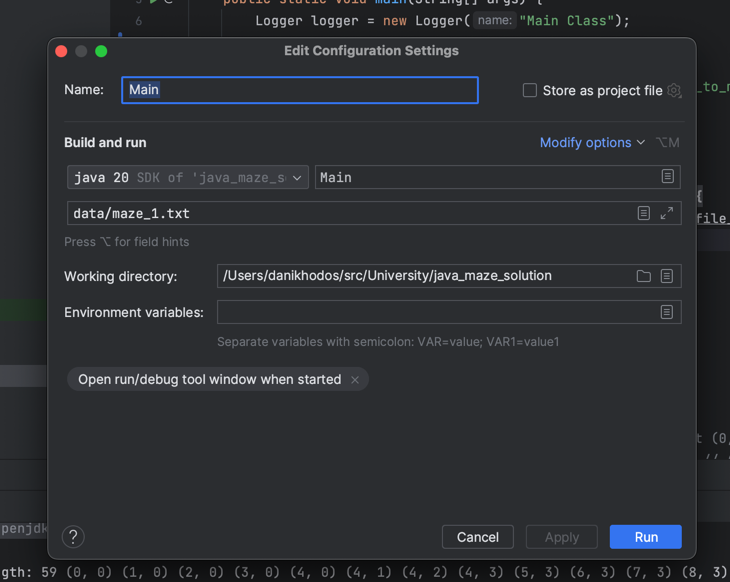 public static void main(String[] args) {
6 Logger logger = new Logger( name: "Main Class");
Edit Configuration Settings
Name: Main Store as project file
_to_
Build and run Modify options ⌥M
java 20 SDK of 'java_maze_s Main
{
data/maze_1.txt
file_
Press ⌥ for field hints
Working directory: /Users/danikhodos/src/University/java_maze_solution
Environment variables:
Separate variables with semicolon: VAR=value; VAR1=value1
Open run/debug tool window when started ×
t (0,
//
penjdk
? Cancel Apply Run
gth: 59 (0, 0) (1, 0) (2, 0) (3, 0) (4, 0) (4, 1) (4, 2) (4, 3) (5, 3) (6, 3) (7, 3) (8, 3)